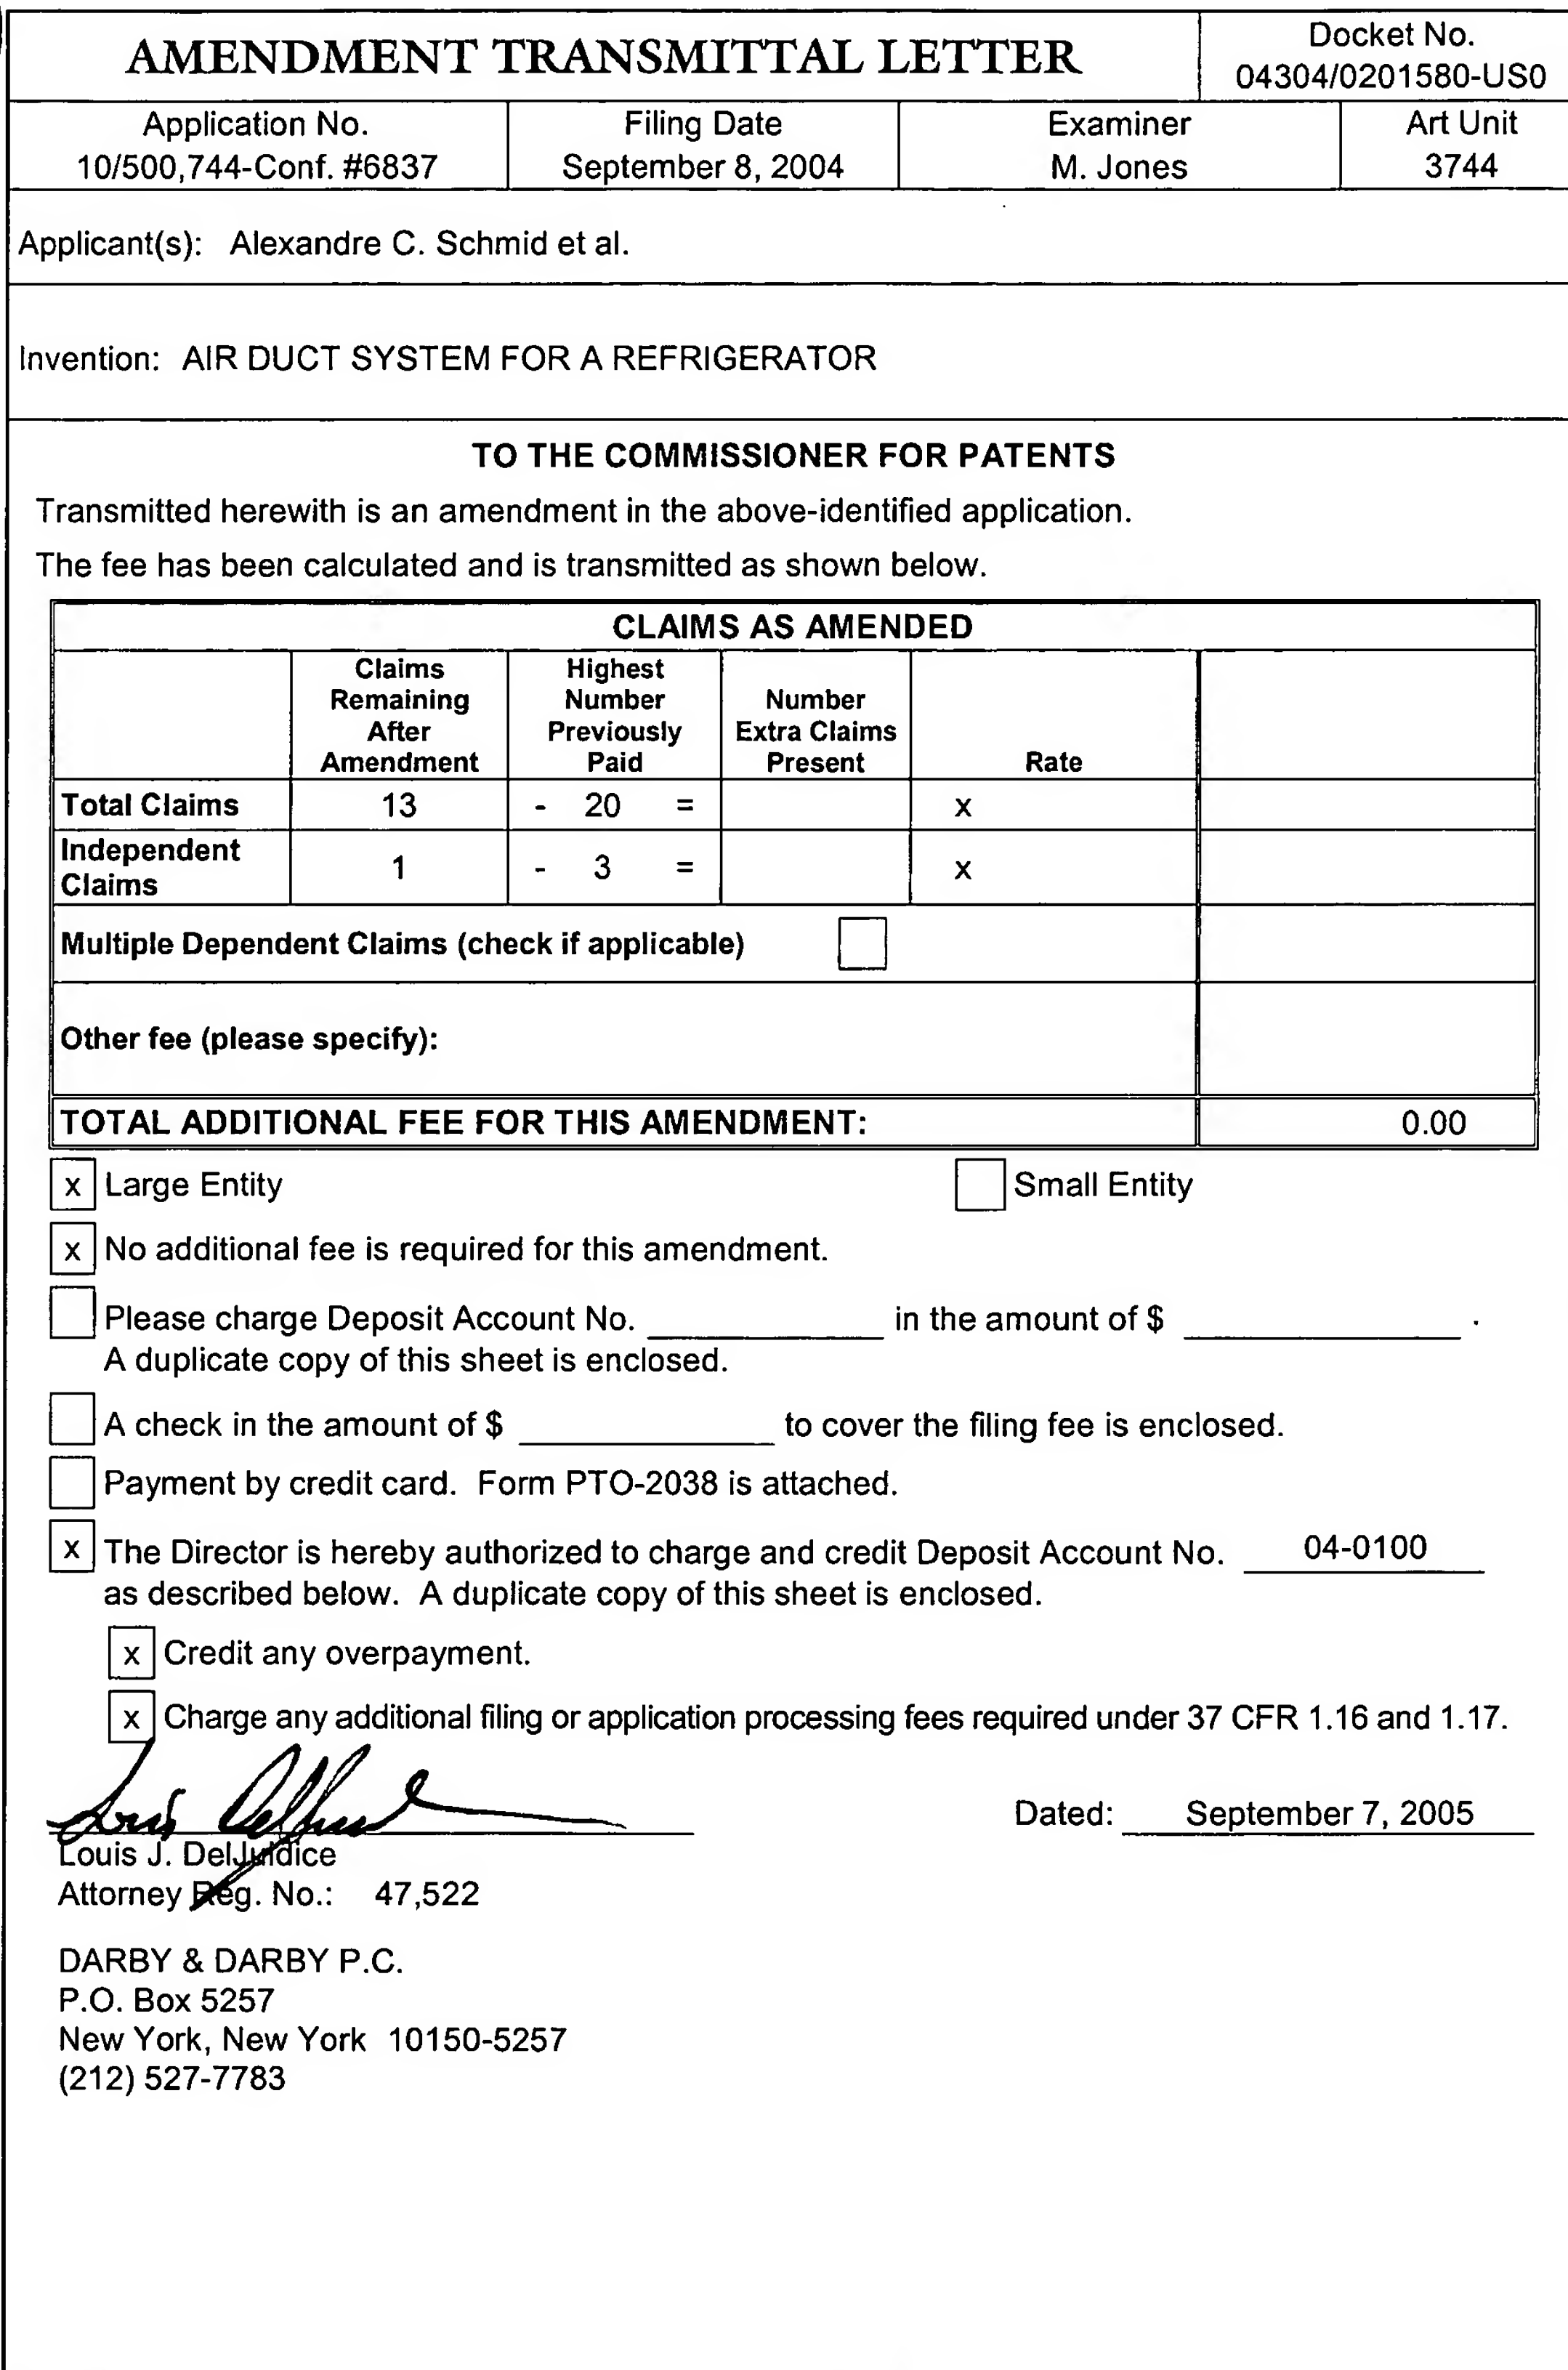 AMENDMENT TRANSMITTAL LETTER
Docket No.
04304/0201580-US0
Application No.
10/500,744-Conf. #6837
Filing Date
September 8, 2004
Examiner
M. Jones
Art Unit
3744
Applicant(s): Alexandre C. Schmid et al.
Invention: AIR DUCT SYSTEM FOR A REFRIGERATOR
TO THE COMMISSIONER FOR PATENTS
Transmitted herewith is an amendment in the above-identified application.
The fee has been calculated and is transmitted as shown below.
CLAIMS AS AMENDED
Claims
Remaining
After
Amendment
Highest
Number
Previously
Paid
Number
Extra Claims
Present
Rate
Total Claims 13 - 20 = x
Independent
Claims 1 - 3 = x
Multiple Dependent Claims (check if applicable)
Other fee (please specify):
TOTAL ADDITIONAL FEE FOR THIS AMENDMENT: 0.00
x Large Entity Small Entity
x No additional fee is required for this amendment.
Please charge Deposit Account No. in the amount of $ .
A duplicate copy of this sheet is enclosed.
A check in the amount of $ to cover the filing fee is enclosed.
Payment by credit card. Form PTO-2038 is attached.
x The Director is hereby authorized to charge and credit Deposit Account No. 04-0100
as described below. A duplicate copy of this sheet is enclosed.
x Credit any overpayment.
x Charge any additional filing or application processing fees required under 37 CFR 1.16 and 1.17.
Dated: September 7, 2005
Louis J. DelJuidice
Attorney Reg. No.: 47,522
DARBY & DARBY P.C.
P.O. Box 5257
New York, New York 10150-5257
(212) 527-7783